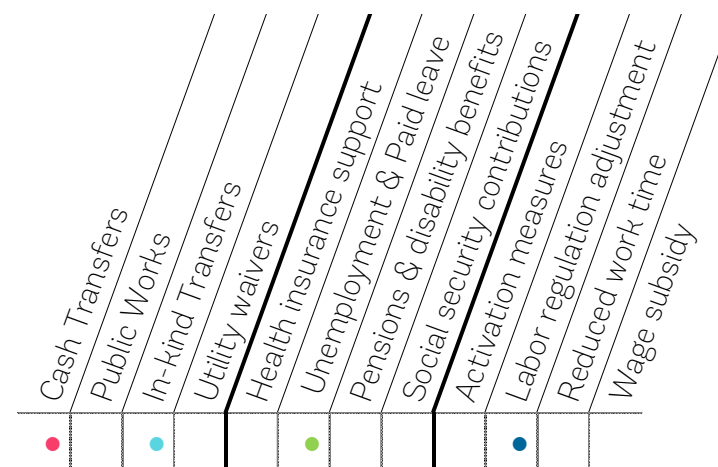 Cash Transfers
Public Works
In-kind Transfers
Utility waivers
Health insurance support
Unemployment & Paid leave
Pensions & disability benefits
Social security contributions
Activation measures
Labor regulation adjustment
Reduced work time
Wage subsidy